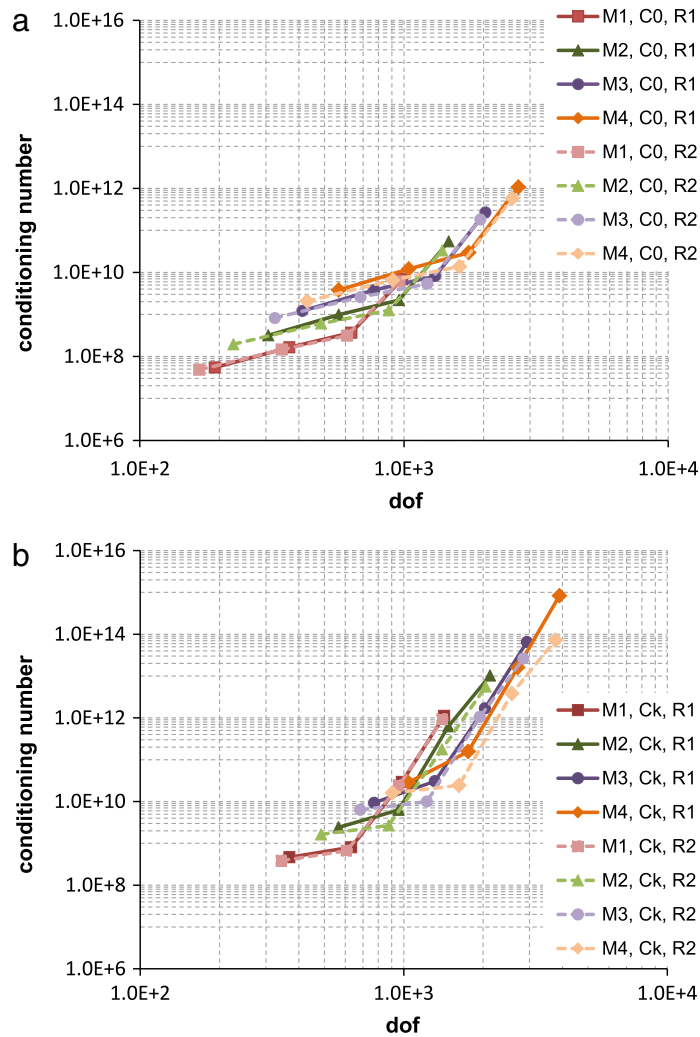 a
1.0E+16
1.0E+14
1.0E+12
1.0E+10
1.0E+8
1.0E+6
conditioning number
1.0E+2
1.0E+3
1.0E+4
dof
M1, C0, R1
M2, C0, R1
M3, C0, R1
M4, C0, R1
M1, C0, R2
M2, C0, R2
M3, C0, R2
M4, C0, R2
b
1.0E+16
1.0E+14
1.0E+12
1.0E+10
1.0E+8
1.0E+6
conditioning number
1.0E+2
1.0E+3
1.0E+4
dof
M1, Ck, R1
M2, Ck, R1
M3, Ck, R1
M4, Ck, R1
M1, Ck, R2
M2, Ck, R2
M3, Ck, R2
M4, Ck, R2